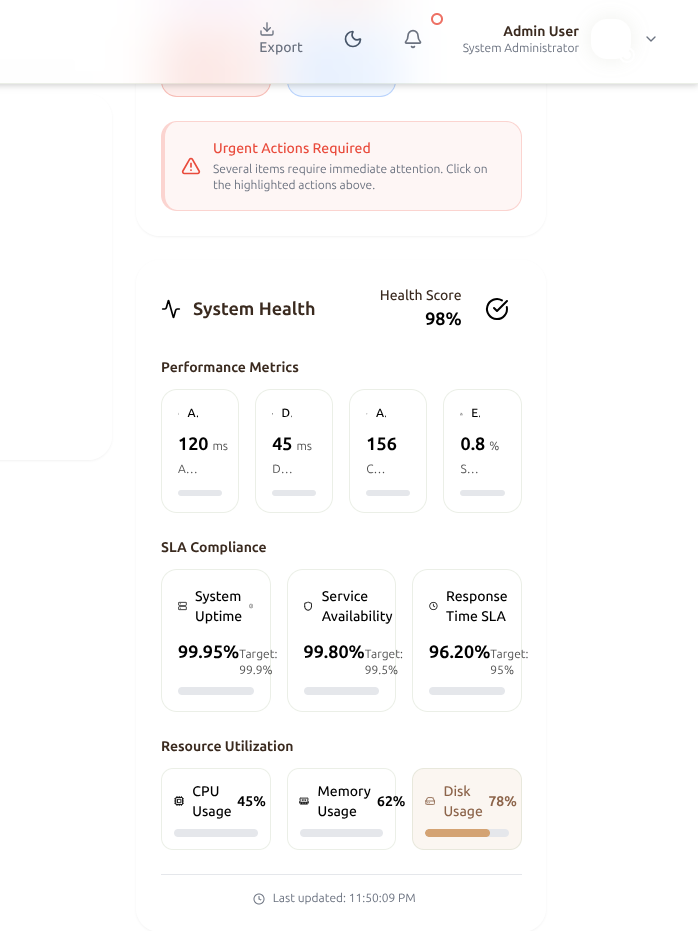 Export
Admin User
System Administrator
Urgent Actions Required
Several items require immediate attention. Click on
the highlighted actions above.
System Health
Health Score
98%
Performance Metrics
A.
120 ms
A...
D.
45 ms
D...
A.
156
C...
E.
0.8 %
S...
SLA Compliance
System
Uptime
99.95%
Target:
99.9%
Service
Availability
99.80%
Target:
99.5%
Response
Time SLA
96.20%
Target:
95%
Resource Utilization
CPU
Usage
45%
Memory
Usage
62%
Disk
Usage
78%
Last updated: 11:50:09 PM